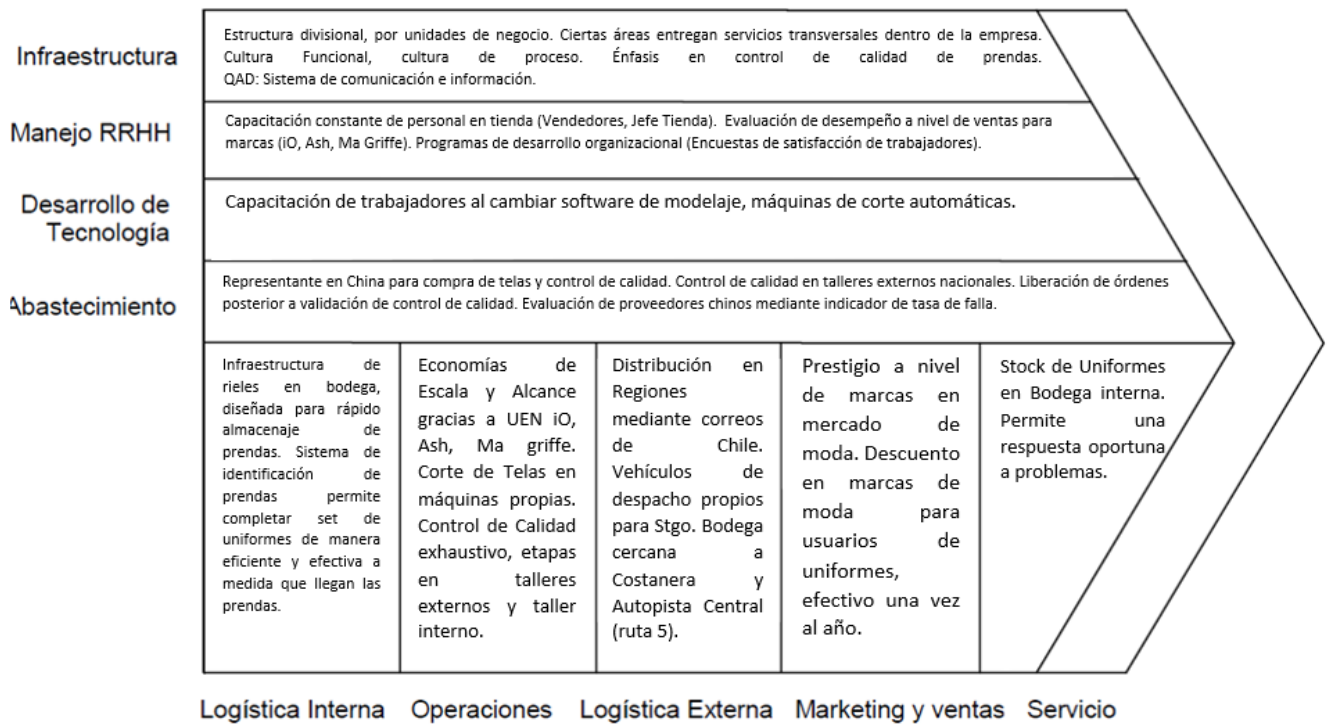 Infraestructura
Estructura divisional, por unidades de negocio. Ciertas áreas entregan servicios transversales dentro de la empresa.
Cultura Funcional, cultura de proceso. Énfasis en control de calidad de prendas.
QAD: Sistema de comunicación e información.
Manejo RRHH
Capacitación constante de personal en tienda (Vendedores, Jefe Tienda). Evaluación de desempeño a nivel de ventas para
marcas (iO, Ash, Ma Griffe). Programas de desarrollo organizacional (Encuestas de satisfacción de trabajadores).
Desarrollo de
Tecnología
Capacitación de trabajadores al cambiar software de modelaje, máquinas de corte automáticas.
Abastecimiento
Representante en China para compra de telas y control de calidad. Control de calidad en talleres externos nacionales. Liberación de órdenes
posterior a validación de control de calidad. Evaluación de proveedores chinos mediante indicador de tasa de falla.
Infraestructura de
rieles en bodega,
diseñada para rápido
almacenaje de
prendas. Sistema de
identificación de
prendas permite
completar set de
uniformes de manera
eficiente y efectiva a
medida que llegan las
prendas.
Economías de
Escala y Alcance
gracias a UEN iO,
Ash, Ma griffe.
Corte de Telas en
máquinas propias.
Control de Calidad
exhaustivo, etapas
en talleres
externos y taller
interno.
Distribución en
Regiones
mediante correos
de Chile.
Vehículos de
despacho propios
para Stgo. Bodega
cercana a
Costanera y
Autopista Central
(ruta 5).
Prestigio a nivel
de marcas en
mercado de
moda. Descuento
en marcas de
moda para
usuarios de
uniformes,
efectivo una vez
al año.
Stock de Uniformes
en Bodega interna.
Permite una
respuesta oportuna
a problemas.
Logística Interna
Operaciones
Logística Externa
Marketing y ventas
Servicio